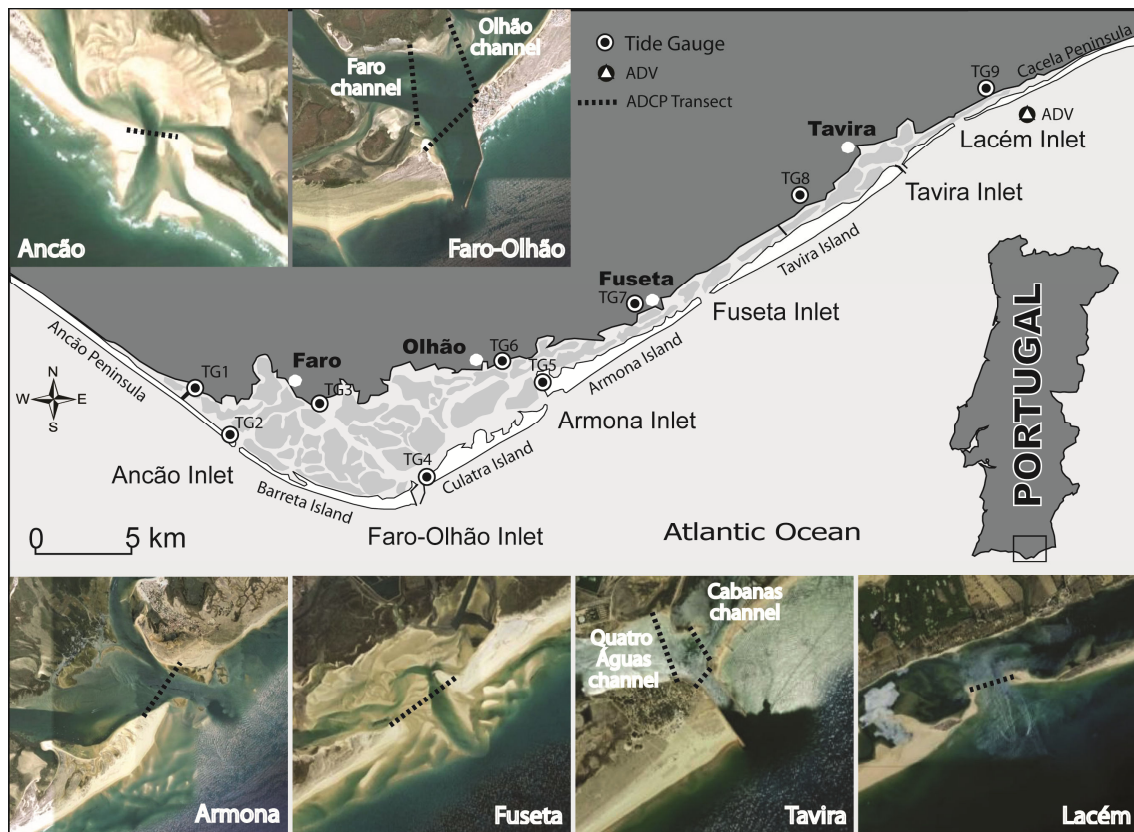 Olhão
channel
Faro
channel
Ancão
Faro-Olhão
Tide Gauge
ADV
ADCP Transect
TG9
Cacela Peninsula
ADV
Lacém Inlet
Tavira
TG8
Tavira Inlet
Tavira Island
Fuseta
TG7
Fuseta Inlet
Armona Island
Ancão Peninsula
N
W
E
S
TG1
Faro
Olhão
TG6
TG5
TG3
TG2
Armona Inlet
Ancão Inlet
TG4
Culatra Island
Barreta Island
Faro-Olhão Inlet
0
5 km
Atlantic Ocean
PORTUGAL
Armona
Fuseta
Cabanas
channel
Quatro
Águas
channel
Tavira
Lacém